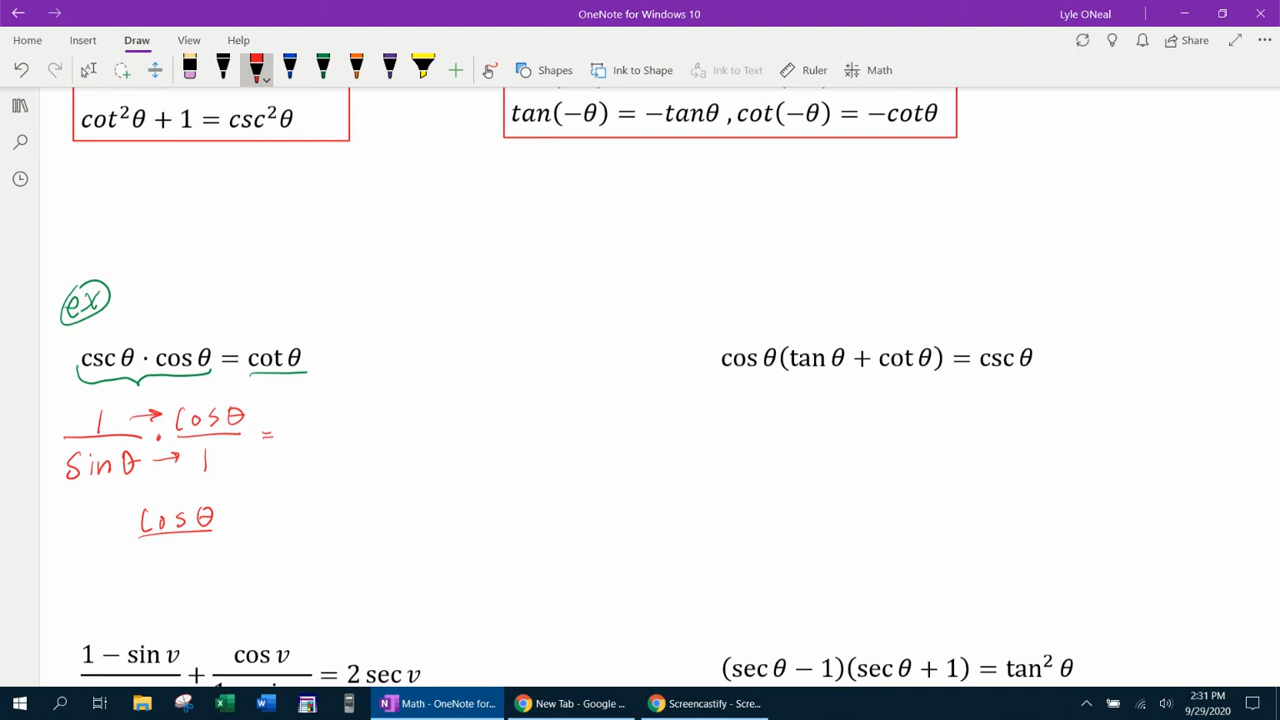 OneNote for Windows 10
Lyle ONeal
Home Insert Draw View Help
Share
Shapes Ink to Shape Ink to Text Ruler Math
cot²θ + 1 = csc²θ
tan(−θ) = −tanθ , cot(−θ) = −cotθ
ex
csc θ · cos θ = cot θ
cos θ(tan θ + cot θ) = csc θ
1 → cosθ
· =
sinθ → 1
cosθ
1 − sin v cos v
+ = 2 sec v
(sec θ − 1)(sec θ + 1) = tan² θ
Math - OneNote for... New Tab - Google ... Screencastify - Scre...
2:31 PM
9/29/2020